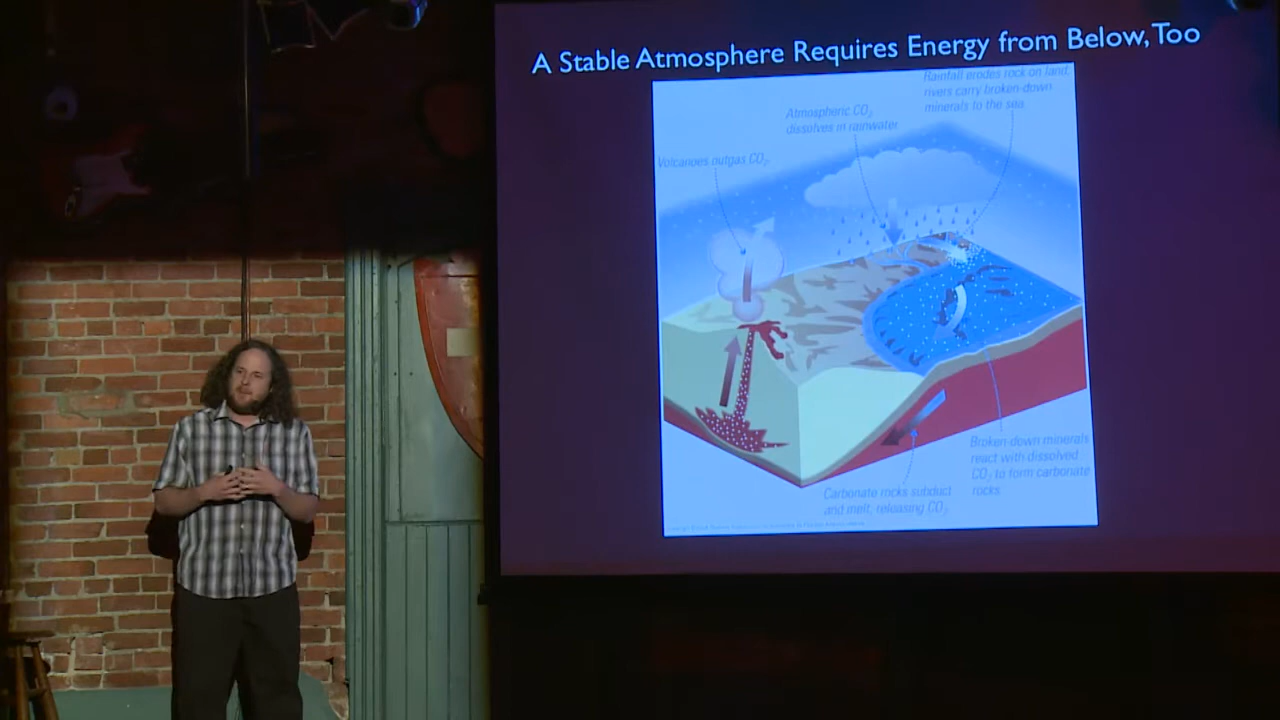 A Stable Atmosphere Requires Energy from Below, Too
Rainfall erodes rock on land,
rivers carry broken-down
minerals to the sea.
Atmospheric CO₂
dissolves in rainwater.
Volcanoes outgas CO₂.
Broken-down minerals
react with dissolved
CO₂ to form carbonate
rocks.
Carbonate rocks subduct
and melt, releasing CO₂.